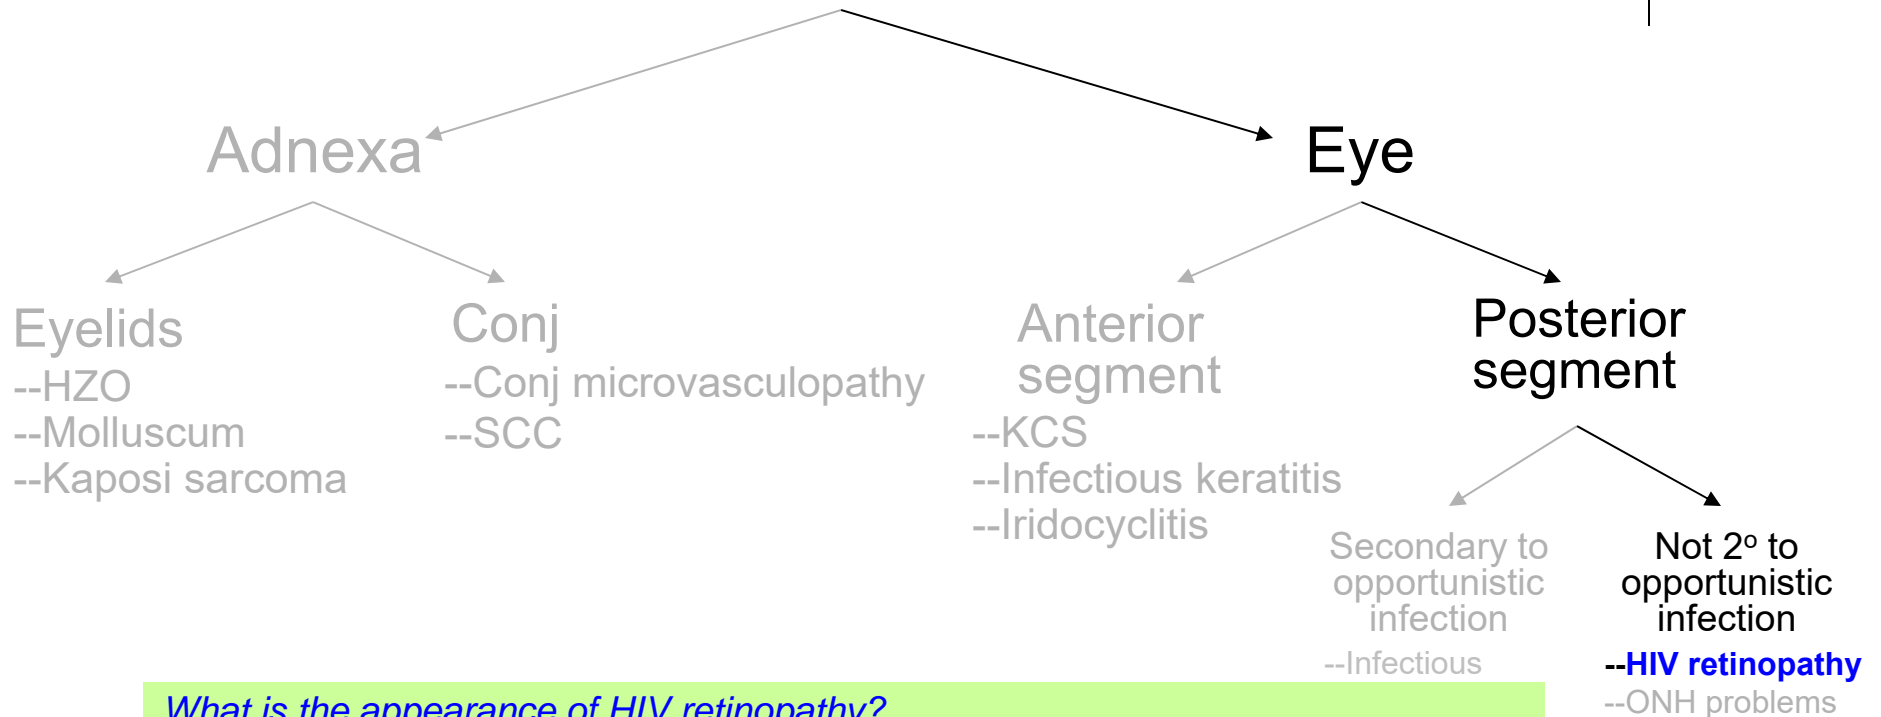 Adnexa
Eye
Eyelids
--HZO
--Molluscum
--Kaposi sarcoma
Conj
--Conj microvasculopathy
--SCC
Anterior
segment
--KCS
--Infectious keratitis
--Iridocyclitis
Posterior
segment
Secondary to
opportunistic
infection
--Infectious
Not 2º to
opportunistic
infection
--HIV retinopathy
--ONH problems
What is the appearance of HIV retinopathy?